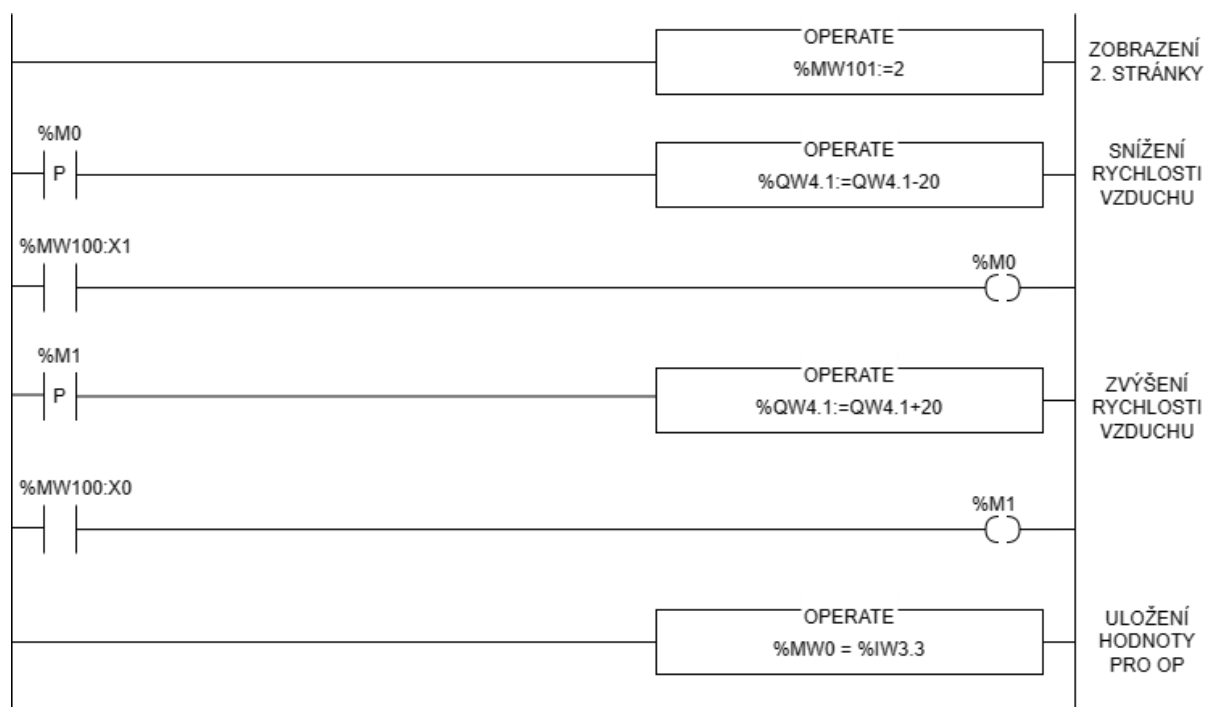 OPERATE
%MW101:=2
ZOBRAZENÍ
2. STRÁNKY
%M0
P
OPERATE
%QW4.1:=QW4.1-20
SNÍŽENÍ
RYCHLOSTI
VZDUCHU
%MW100:X1
%M0
%M1
P
OPERATE
%QW4.1:=QW4.1+20
ZVÝŠENÍ
RYCHLOSTI
VZDUCHU
%MW100:X0
%M1
OPERATE
%MW0 = %IW3.3
ULOŽENÍ
HODNOTY
PRO OP